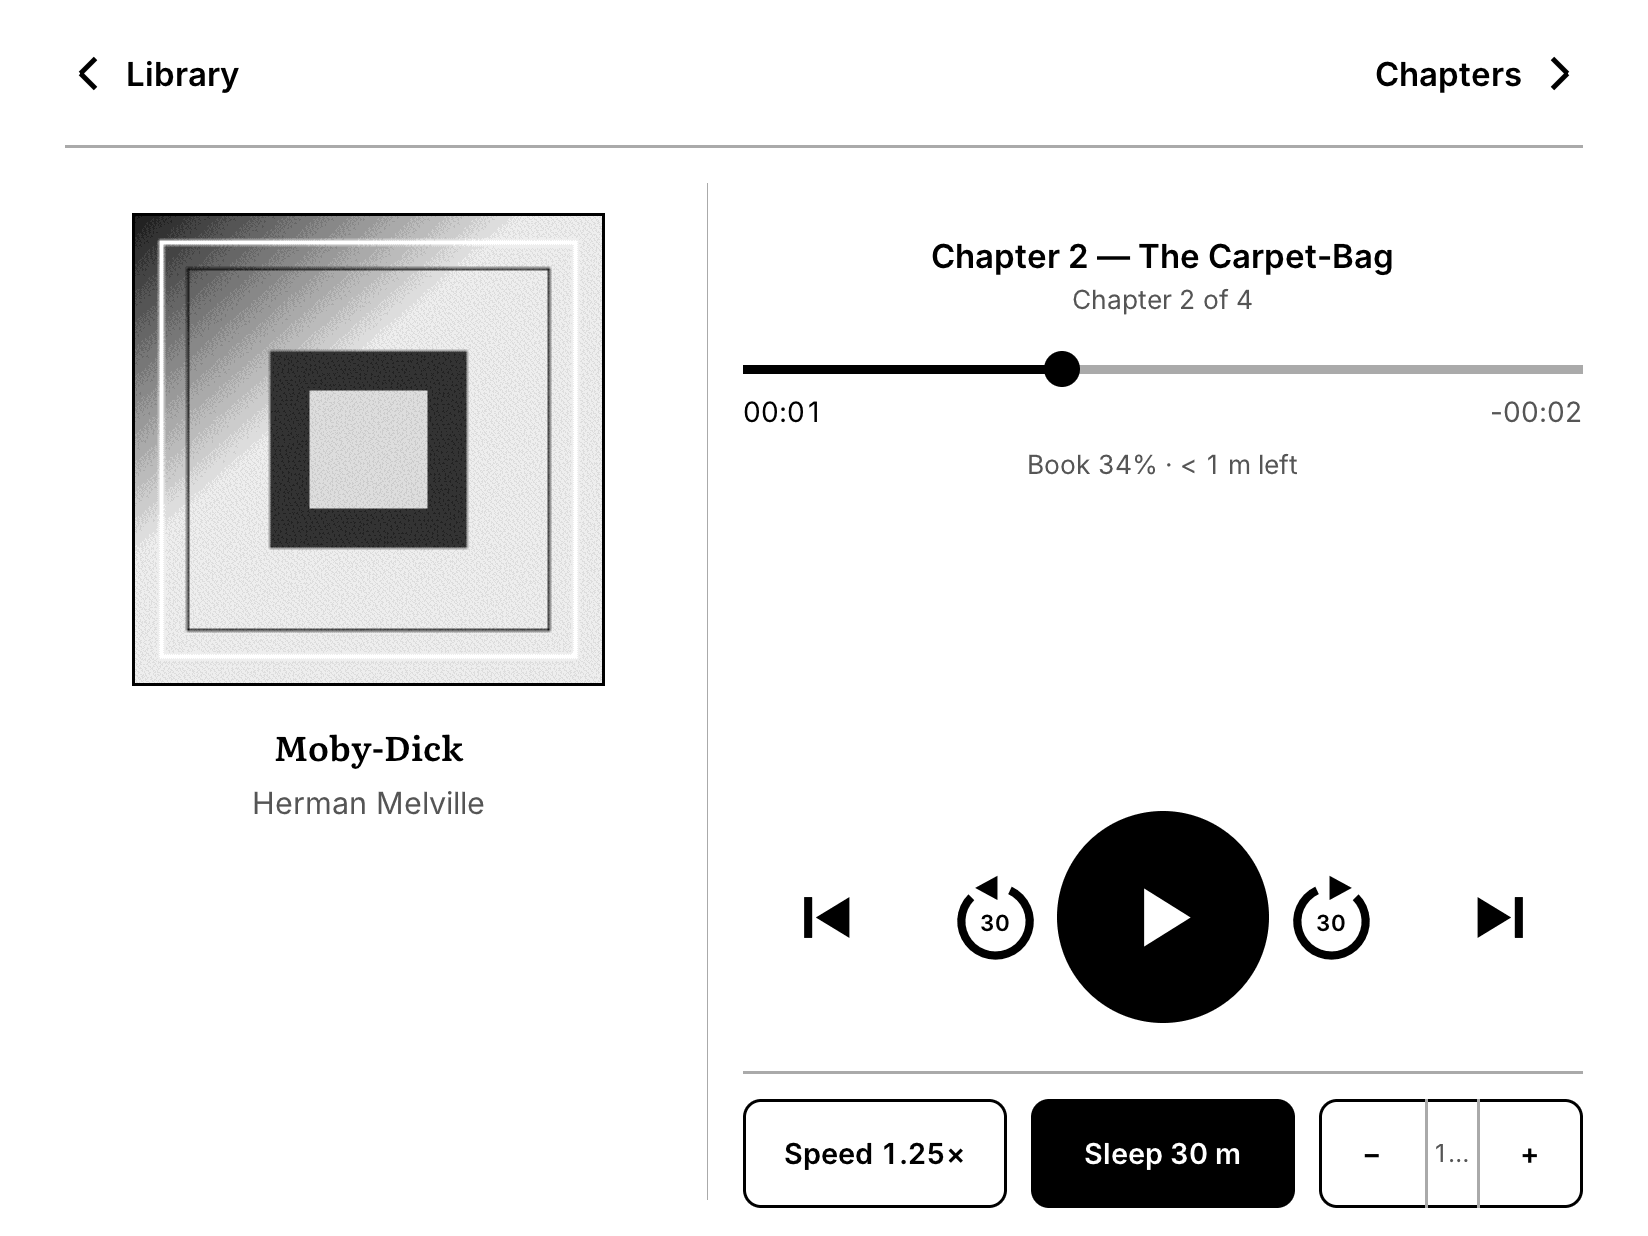 Library
Chapters
Moby-Dick
Herman Melville
Chapter 2 — The Carpet-Bag
Chapter 2 of 4
00:01
-00:02
Book 34% · < 1 m left
30
30
Speed 1.25×
Sleep 30 m
− 1... +